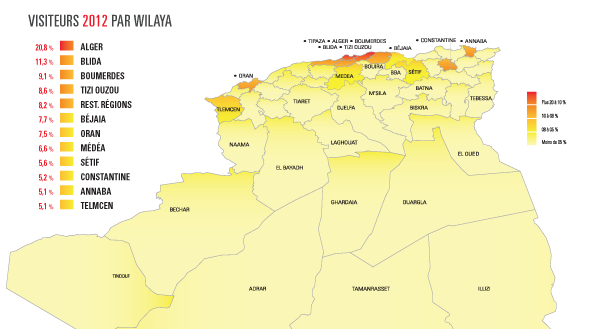 VISITEURS 2012 PAR WILAYA
20,8 % ALGER
11,3 % BLIDA
9,1 % BOUMERDES
8,6 % TIZI OUZOU
8,2 % REST. RÉGIONS
7,7 % BÉJAIA
7,5 % ORAN
6,6 % MÉDÉA
5,6 % SÉTIF
5,2 % CONSTANTINE
5,1 % ANNABA
5,1 % TELMCEN
• TIPAZA • ALGER • BOUMERDES
• BLIDA • TIZI OUZOU
• BÉJAIA
• CONSTANTINE
• ANNABA
• ORAN
BOUIRA
MEDEA
BBA
SÉTIF
TLEMCEN
TIARET
DJELFA
M'SILA
BATNA
BISKRA
TEBESSA
NAAMA
LAGHOUAT
EL BAYADH
EL OUED
BECHAR
GHARDAIA
OUARGLA
TINDOUF
ADRAR
TAMANRASSET
ILLIZI
10 à 08 %
08 à 05 %
Moins de 05 %